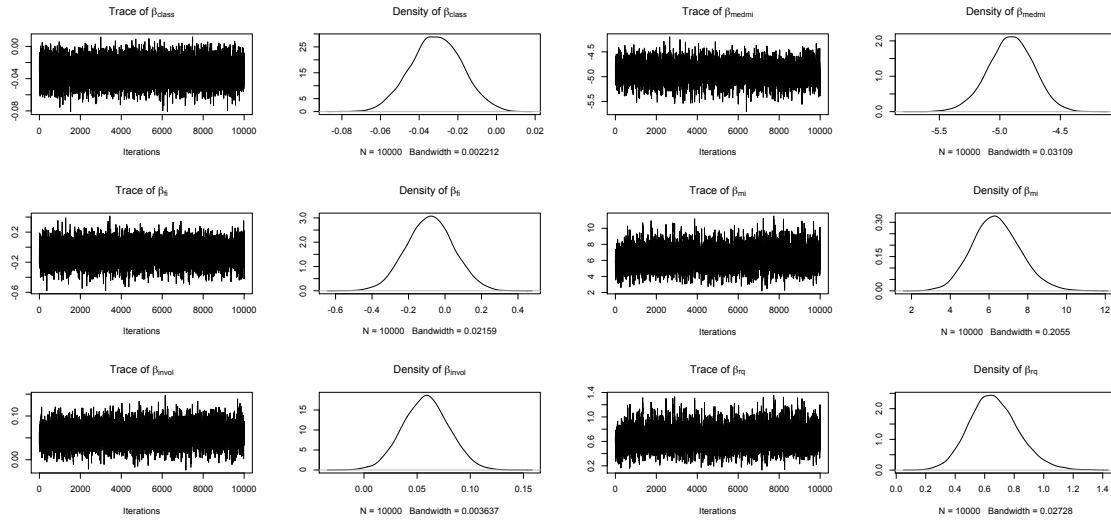 Trace of βclass
0.00
-0.04
-0.08
0 2000 4000 6000 8000 10000
Iterations
Density of βclass
25
15
5
0
-0.08 -0.06 -0.04 -0.02 0.00 0.02
N = 10000 Bandwidth = 0.002212
Trace of βmedmi
-4.5
-5.0
-5.5
0 2000 4000 6000 8000 10000
Iterations
Density of βmedmi
2.0
1.0
0.0
-5.5 -5.0 -4.5
N = 10000 Bandwidth = 0.03109
Trace of βfi
0.2
-0.2
-0.6
0 2000 4000 6000 8000 10000
Iterations
Density of βfi
3.0
2.0
1.0
0.0
-0.6 -0.4 -0.2 0.0 0.2 0.4
N = 10000 Bandwidth = 0.02159
Trace of βmi
10
8
6
4
2
0 2000 4000 6000 8000 10000
Iterations
Density of βmi
0.30
0.15
0.00
2 4 6 8 10 12
N = 10000 Bandwidth = 0.2055
Trace of βinvol
0.10
0.00
0 2000 4000 6000 8000 10000
Iterations
Density of βinvol
15
10
5
0
0.00 0.05 0.10 0.15
N = 10000 Bandwidth = 0.003637
Trace of βrq
1.4
1.0
0.6
0.2
0 2000 4000 6000 8000 10000
Iterations
Density of βrq
2.0
1.0
0.0
0.0 0.2 0.4 0.6 0.8 1.0 1.2 1.4
N = 10000 Bandwidth = 0.02728